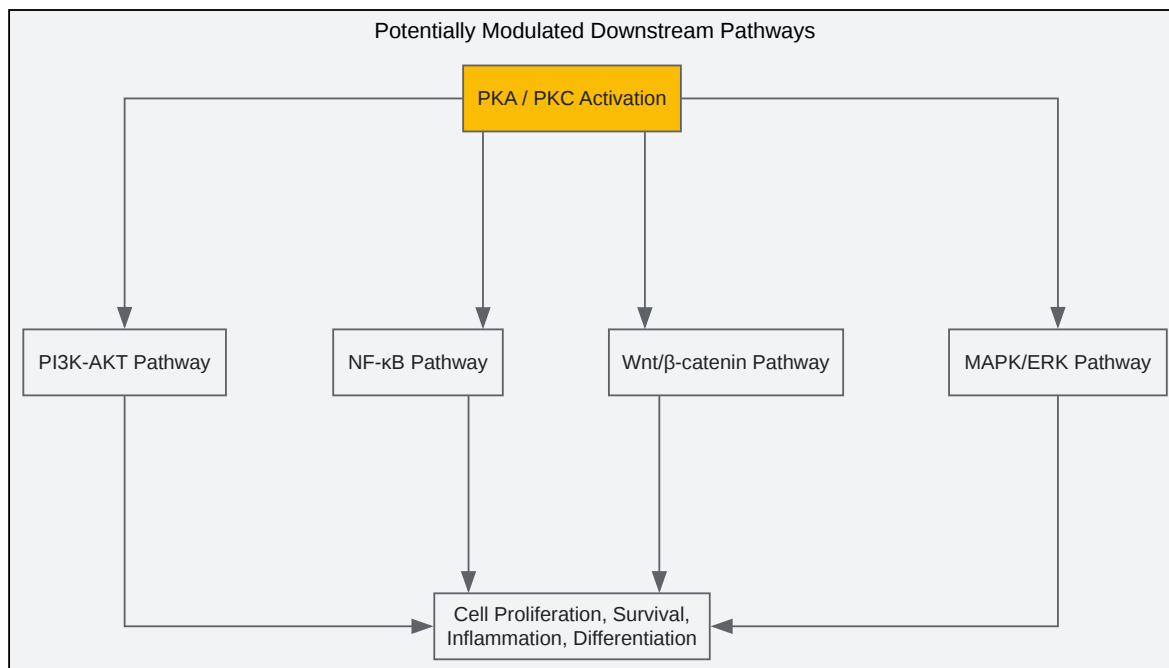 Potentially Modulated Downstream Pathways
PKA / PKC Activation
PI3K-AKT Pathway
NF-κB Pathway
Wnt/β-catenin Pathway
MAPK/ERK Pathway
Cell Proliferation, Survival,
Inflammation, Differentiation